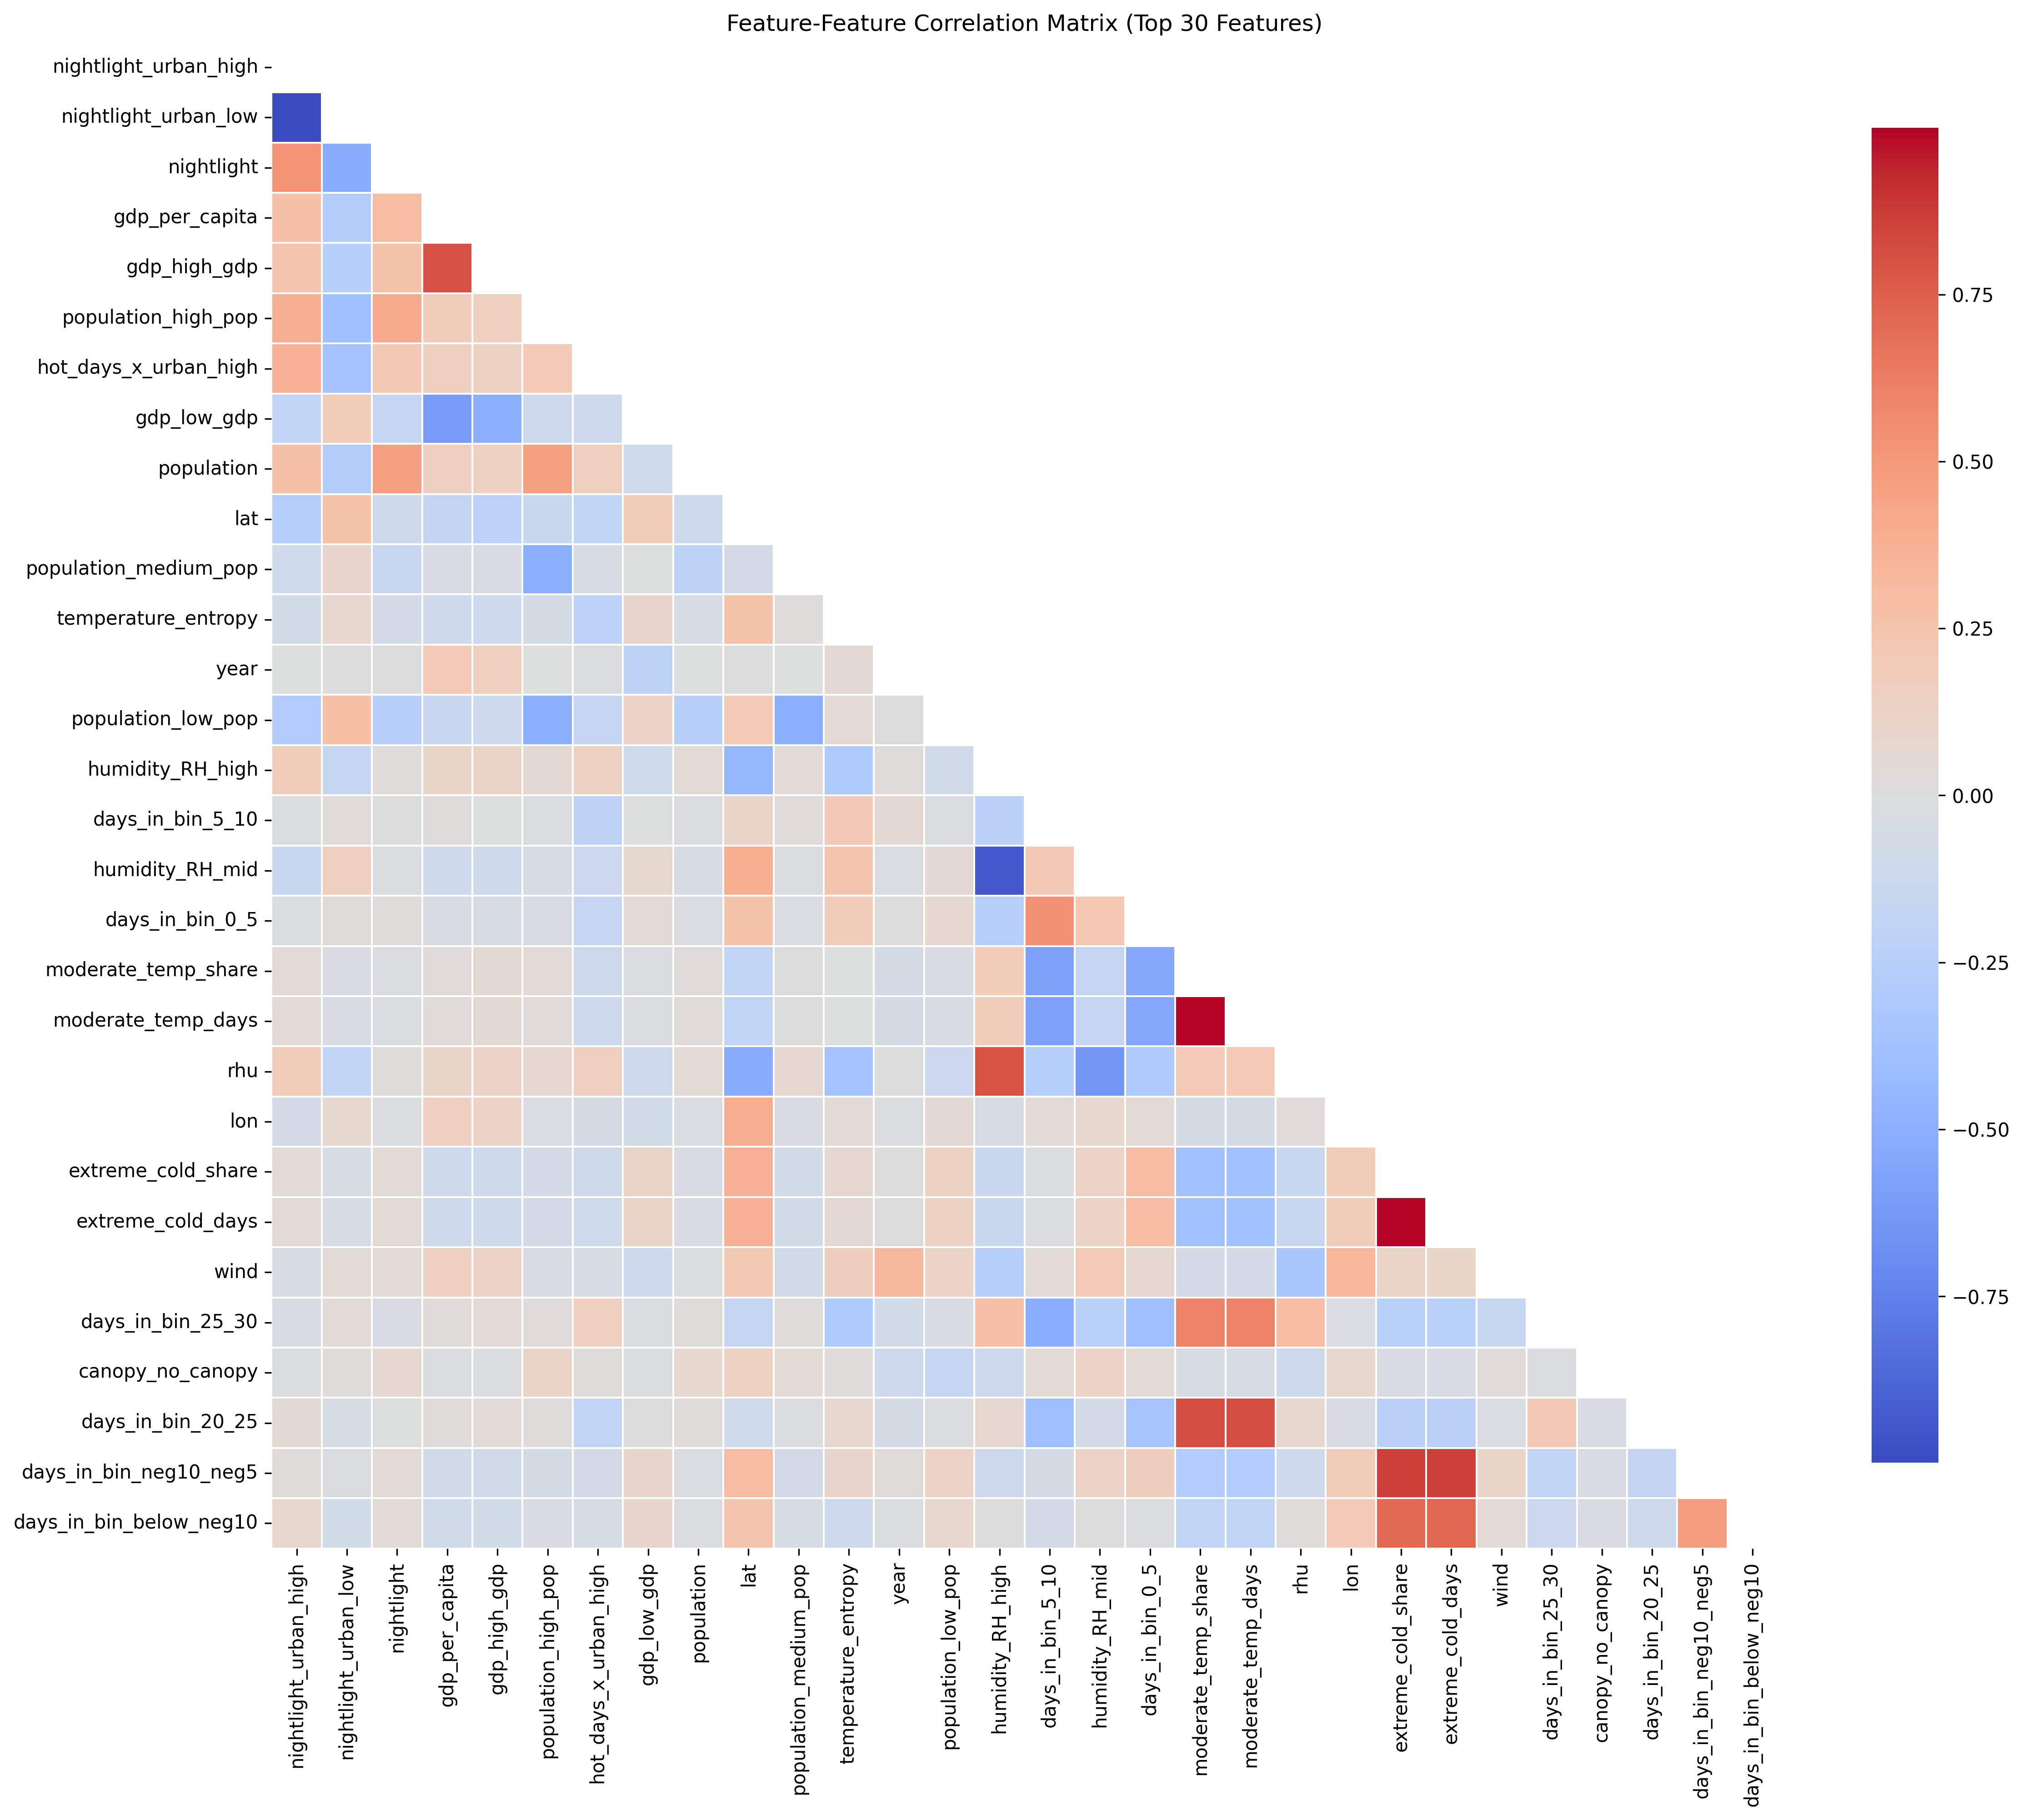 Feature-Feature Correlation Matrix (Top 30 Features)
nightlight_urban_high
nightlight_urban_low
nightlight
gdp_per_capita
gdp_high_gdp
population_high_pop
hot_days_x_urban_high
gdp_low_gdp
population
lat
population_medium_pop
temperature_entropy
year
population_low_pop
humidity_RH_high
days_in_bin_5_10
humidity_RH_mid
days_in_bin_0_5
moderate_temp_share
moderate_temp_days
rhu
lon
extreme_cold_share
extreme_cold_days
wind
days_in_bin_25_30
canopy_no_canopy
days_in_bin_20_25
days_in_bin_neg10_neg5
days_in_bin_below_neg10
nightlight_urban_high
nightlight_urban_low
nightlight
gdp_per_capita
gdp_high_gdp
population_high_pop
hot_days_x_urban_high
gdp_low_gdp
population
lat
population_medium_pop
temperature_entropy
year
population_low_pop
humidity_RH_high
days_in_bin_5_10
humidity_RH_mid
days_in_bin_0_5
moderate_temp_share
moderate_temp_days
rhu
lon
extreme_cold_share
extreme_cold_days
wind
days_in_bin_25_30
canopy_no_canopy
days_in_bin_20_25
days_in_bin_neg10_neg5
days_in_bin_below_neg10
0.75
0.50
0.25
0.00
−0.25
−0.50
−0.75